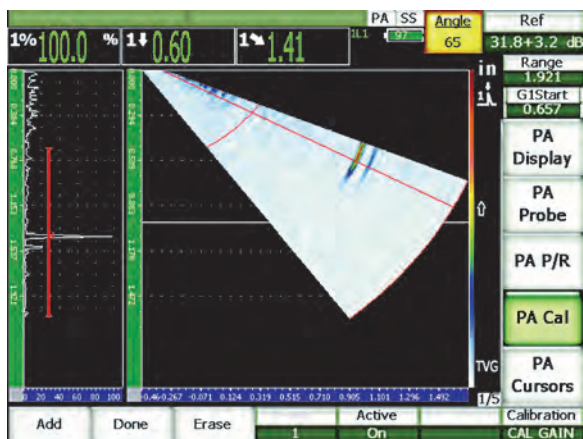 PA SS Angle Ref
1% 100.0 % 1 0.60 1 1.41 1L1 97 65 31.8+3.2 dB
in Range
1.921
G1Start
0.657
PA
Display
PA
Probe
PA P/R
PA Cal
TVG PA
Cursors
0 20 40 60 80 100 -0.46-0.267 -0.071 0.124 0.319 0.515 0.710 0.905 1.101 1.296 1.492 1/5
Add Done Erase Active Calibration
1 On CAL GAIN